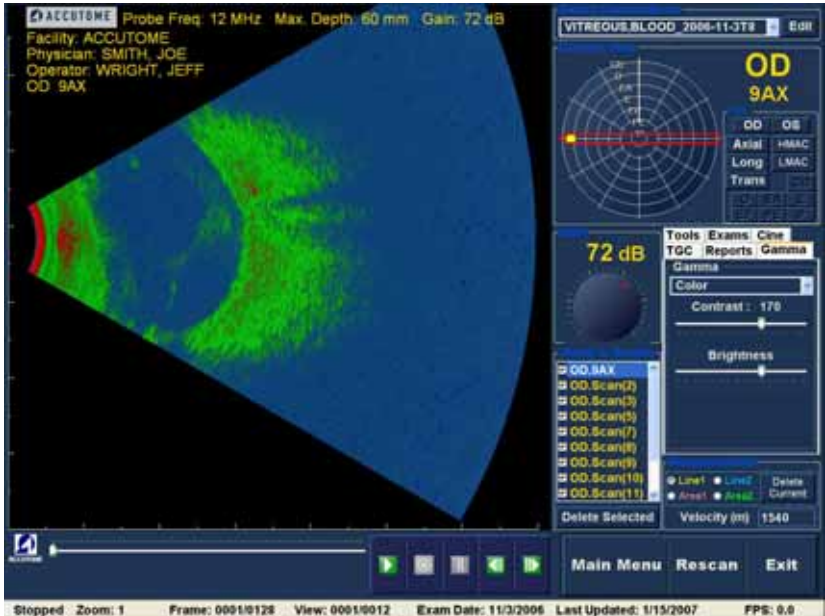 ACCUTOME Probe Freq: 12 MHz Max. Depth: 60 mm Gain: 72 dB
Facility: ACCUTOME
Physician: SMITH, JOE
Operator: WRIGHT, JEFF
OD 9AX
VITREOUS,BLOOD_2006-11-3T8 Edit
OD
9AX
OD OS
Axial HMAC
Long LMAC
Trans
72 dB
Tools Exams Cine
TGC Reports Gamma
Gamma
Color
Contrast : 170
Brightness
OD.9AX
OD.Scan(2)
OD.Scan(3)
OD.Scan(5)
OD.Scan(7)
OD.Scan(8)
OD.Scan(9)
OD.Scan(10)
OD.Scan(11)
Delete Selected
Line1 Line2
Area1 Area2
Delete Current
Velocity (m) 1540
ACCUTOME
Main Menu Rescan Exit
Stopped Zoom: 1 Frame: 0001/0128 View: 0001/0012 Exam Date: 11/3/2006 Last Updated: 1/15/2007 FPS: 0.0